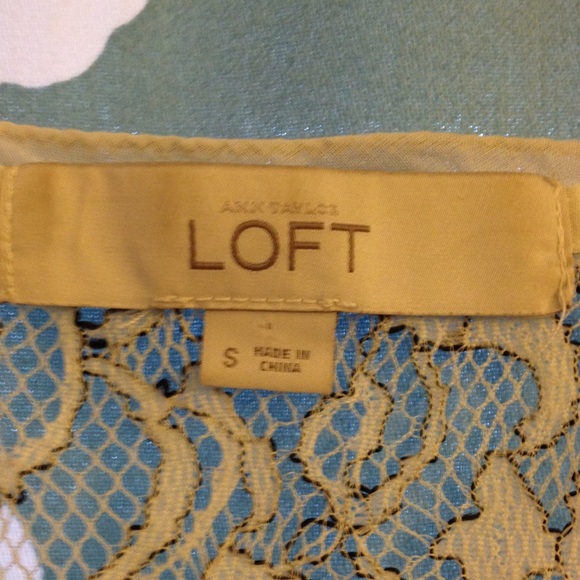 ANN TAYLOR
LOFT
S
MADE IN
CHINA